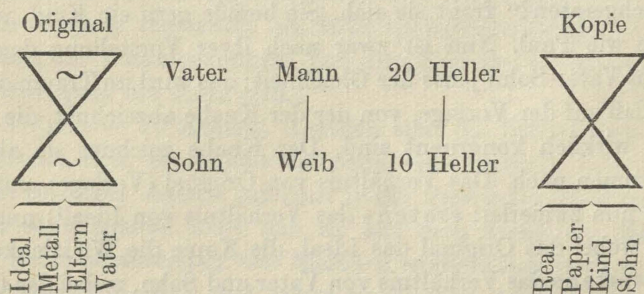 Original Kopie
Vater Mann 20 Heller
Sohn Weib 10 Heller
Ideal
Metall
Eltern
Vater
Real
Papier
Kind
Sohn